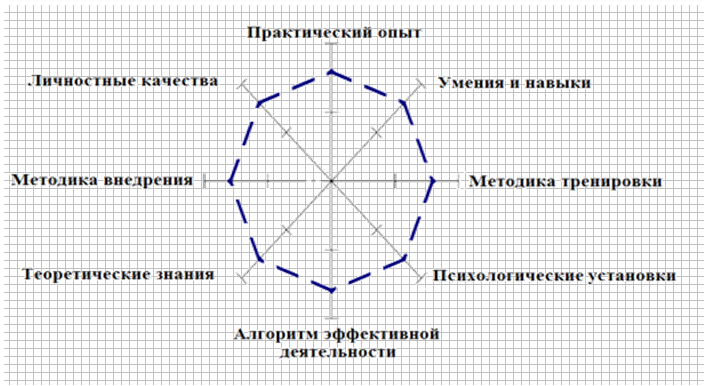 Практический опыт
Личностные качества
Умения и навыки
Методика внедрения
Методика тренировки
Теоретические знания
Психологические установки
Алгоритм эффективной
деятельности